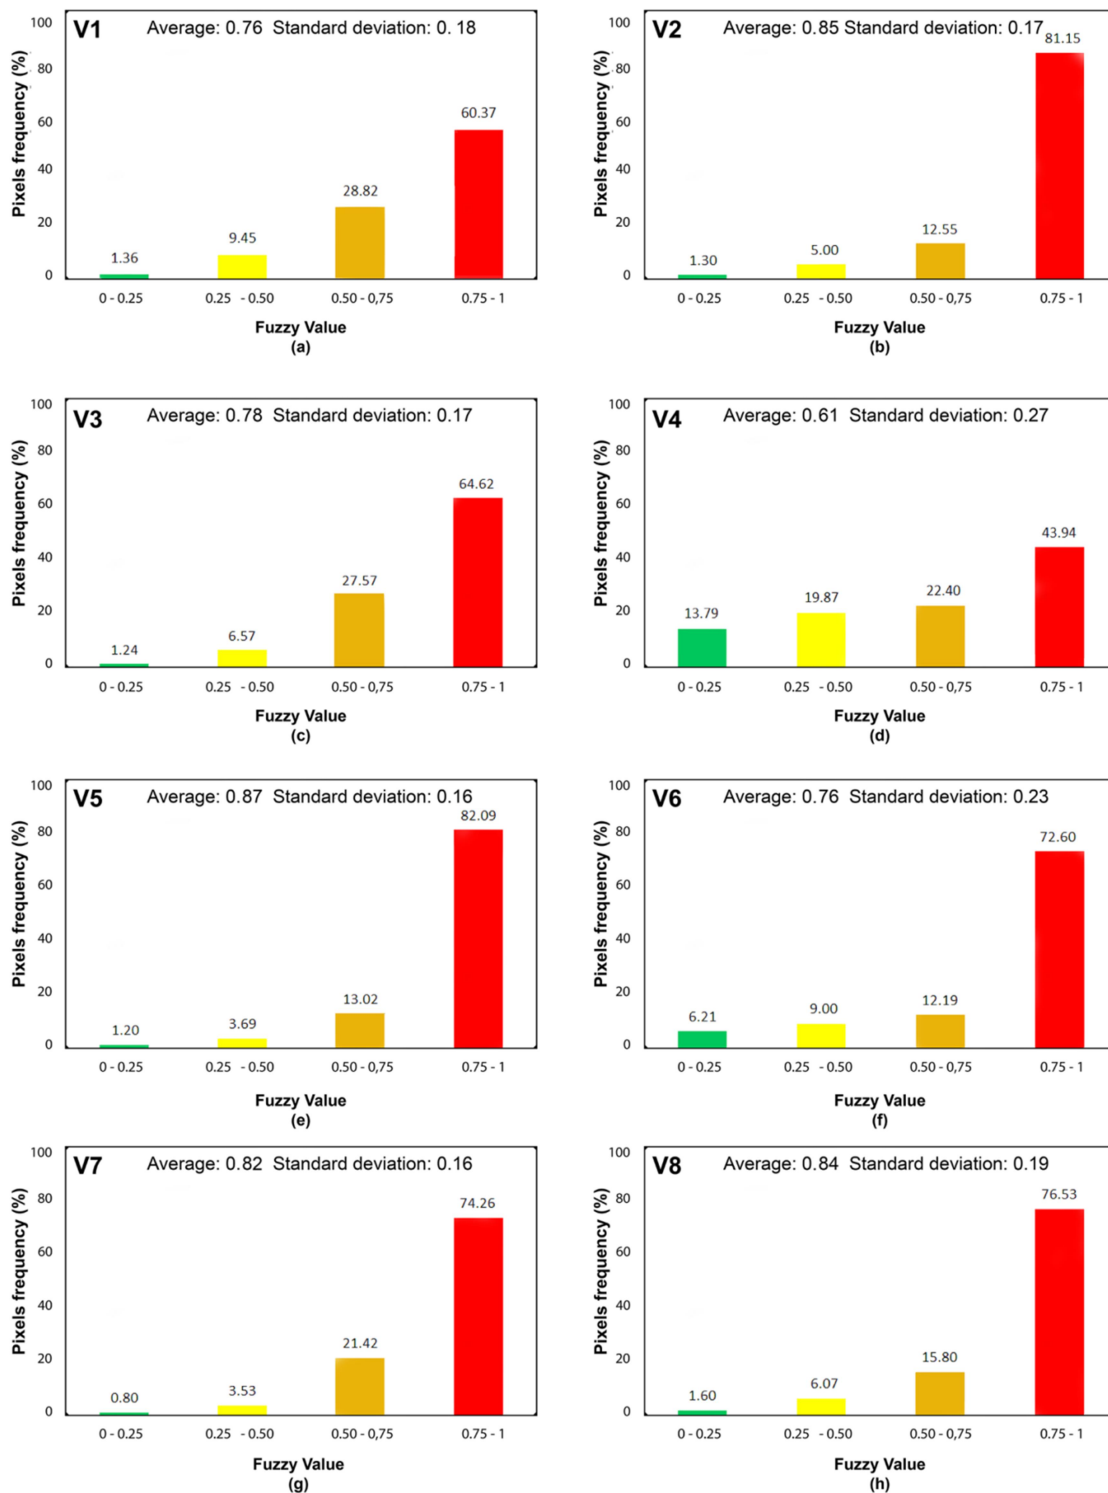 V1 Average: 0.76 Standard deviation: 0. 18
Pixels frequency (%)
100
80
60
40
20
0
1.36
9.45
28.82
60.37
0 - 0.25 0.25 - 0.50 0.50 - 0,75 0.75 - 1
Fuzzy Value
(a)
V2 Average: 0.85 Standard deviation: 0.17
Pixels frequency (%)
100
80
60
40
20
0
1.30
5.00
12.55
81.15
0 - 0.25 0.25 - 0.50 0.50 - 0,75 0.75 - 1
Fuzzy Value
(b)
V3 Average: 0.78 Standard deviation: 0.17
Pixels frequency (%)
100
80
60
40
20
0
1.24
6.57
27.57
64.62
0 - 0.25 0.25 - 0.50 0.50 - 0,75 0.75 - 1
Fuzzy Value
(c)
V4 Average: 0.61 Standard deviation: 0.27
Pixels frequency (%)
100
80
60
40
20
0
13.79
19.87
22.40
43.94
0 - 0.25 0.25 - 0.50 0.50 - 0,75 0.75 - 1
Fuzzy Value
(d)
V5 Average: 0.87 Standard deviation: 0.16
Pixels frequency (%)
100
80
60
40
20
0
1.20
3.69
13.02
82.09
0 - 0.25 0.25 - 0.50 0.50 - 0,75 0.75 - 1
Fuzzy Value
(e)
V6 Average: 0.76 Standard deviation: 0.23
Pixels frequency (%)
100
80
60
40
20
0
6.21
9.00
12.19
72.60
0 - 0.25 0.25 - 0.50 0.50 - 0,75 0.75 - 1
Fuzzy Value
(f)
V7 Average: 0.82 Standard deviation: 0.16
Pixels frequency (%)
100
80
60
40
20
0
0.80
3.53
21.42
74.26
0 - 0.25 0.25 - 0.50 0.50 - 0,75 0.75 - 1
Fuzzy Value
(g)
V8 Average: 0.84 Standard deviation: 0.19
Pixels frequency (%)
100
80
60
40
20
0
1.60
6.07
15.80
76.53
0 - 0.25 0.25 - 0.50 0.50 - 0,75 0.75 - 1
Fuzzy Value
(h)